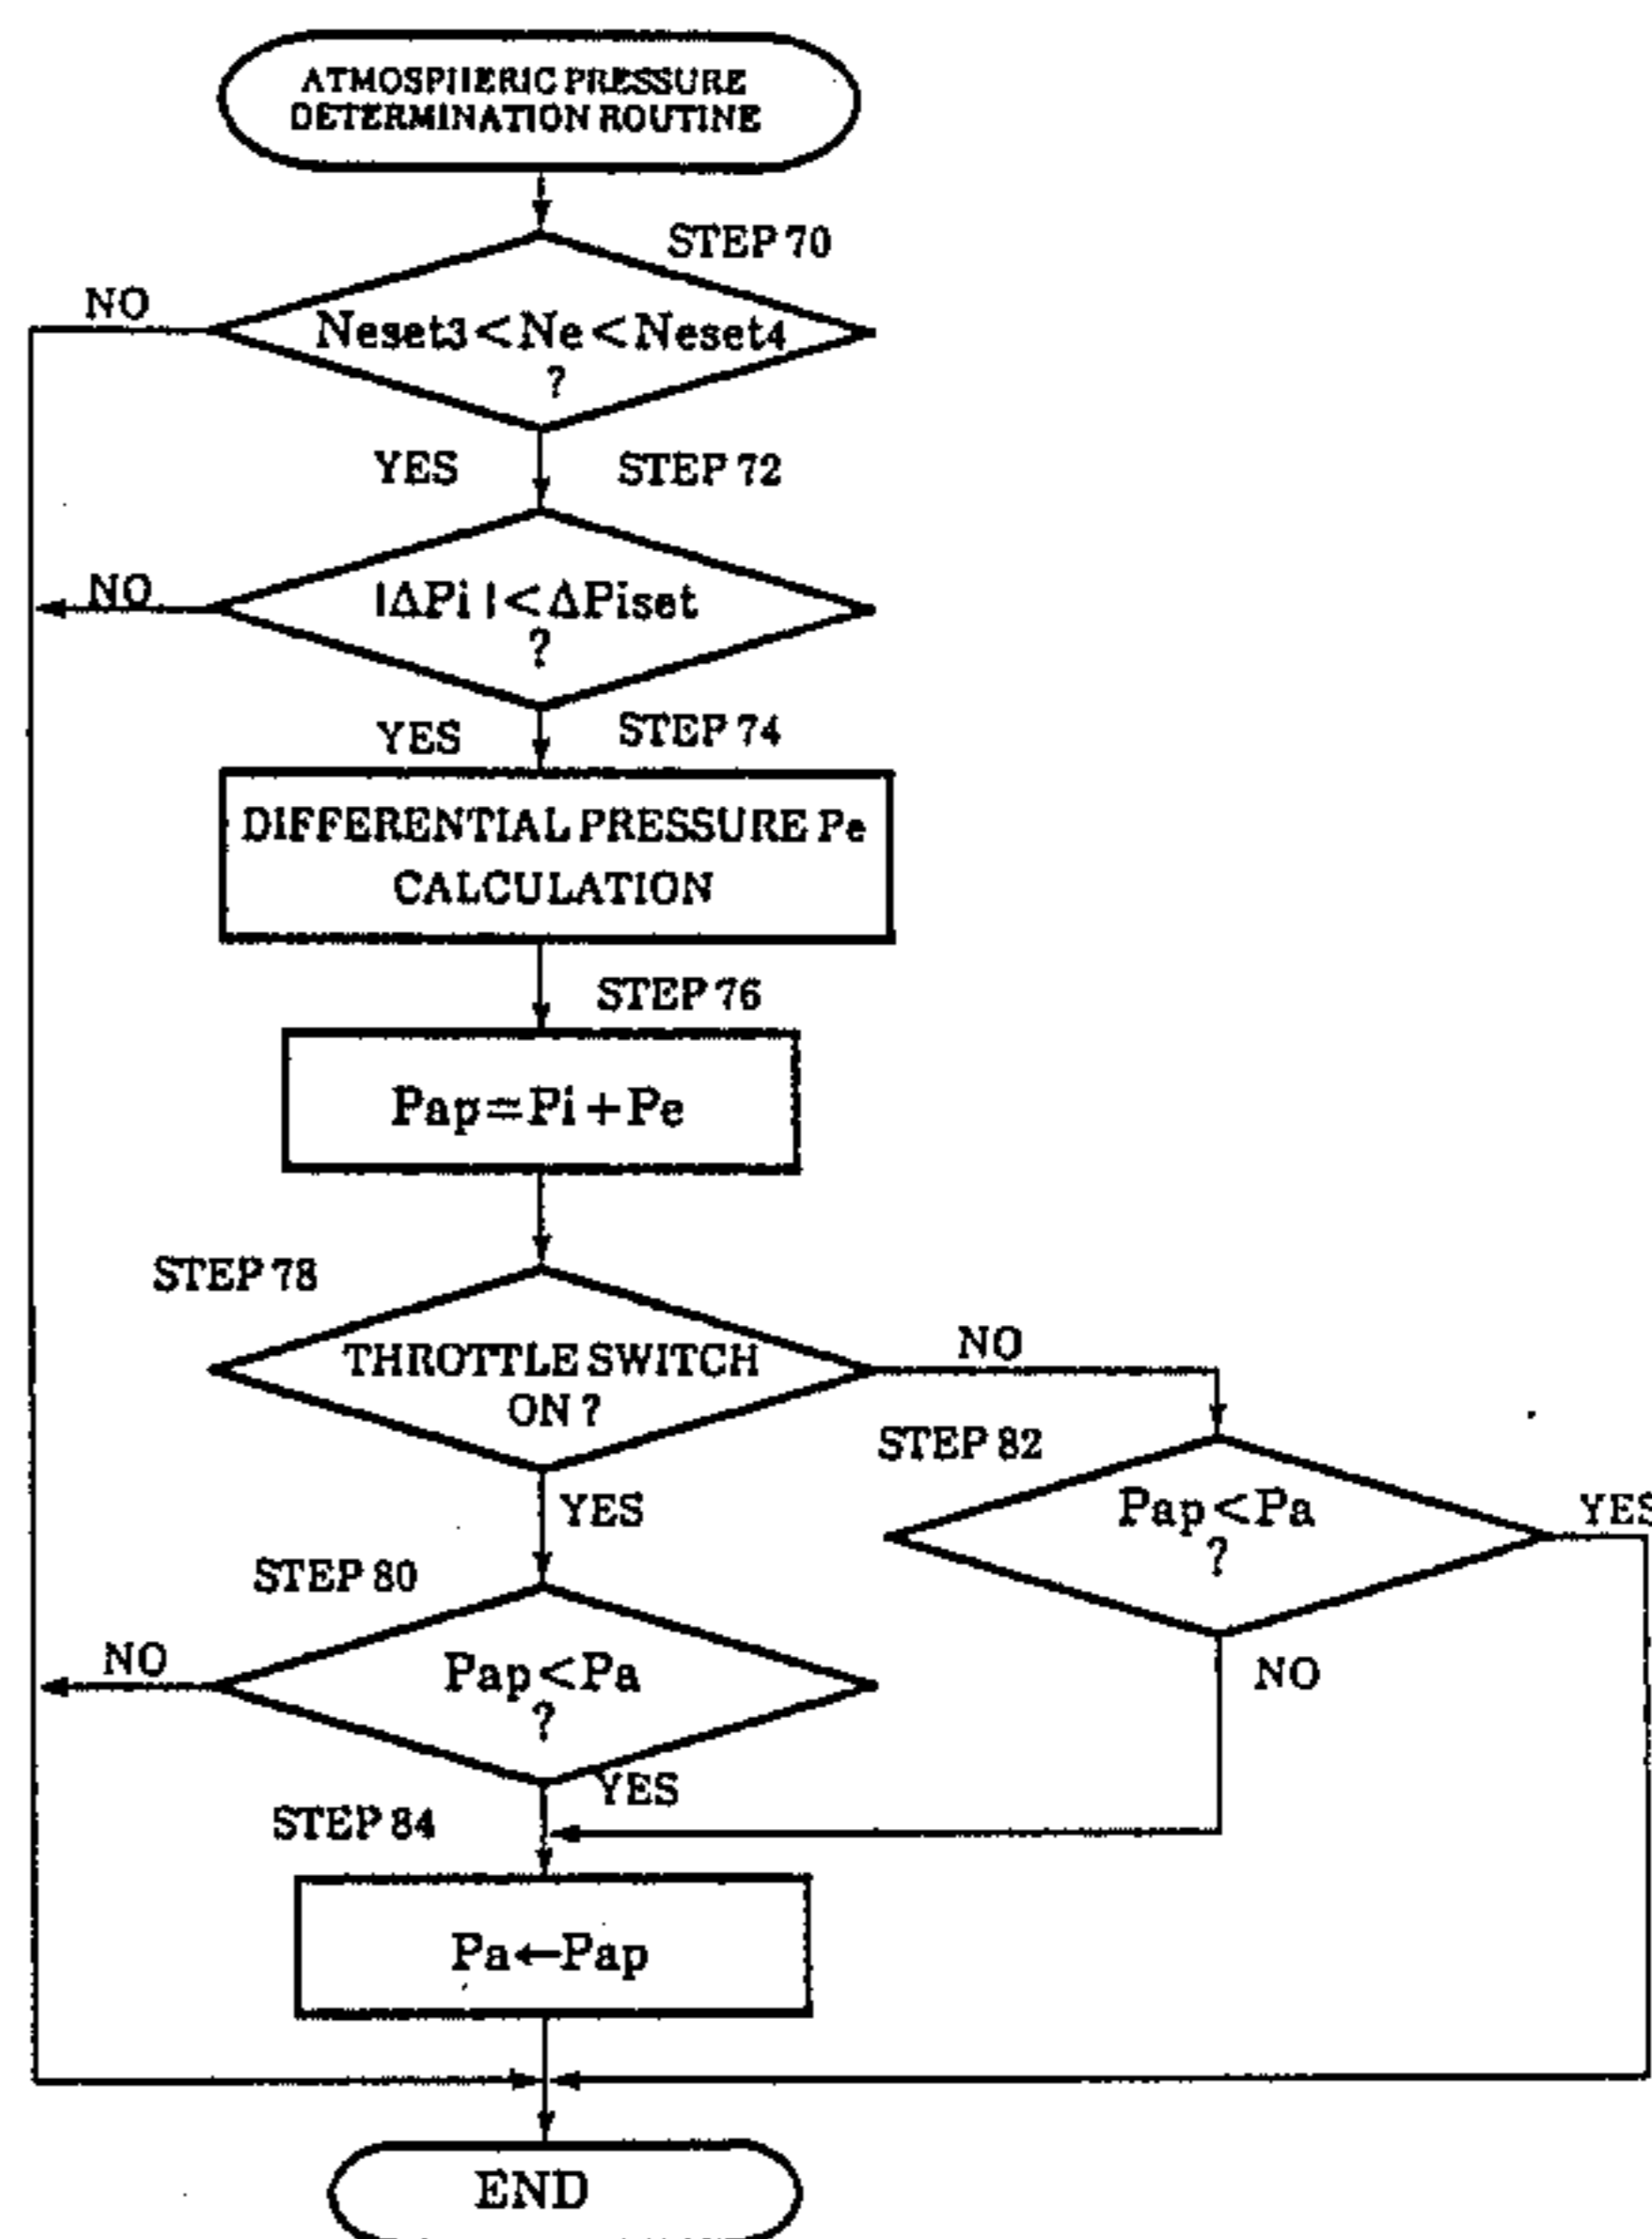 ATMOSPHERIC PRESSURE
DETERMINATION ROUTINE
STEP 70
NO
Neset3<Ne<Neset4
?
YES
STEP 72
NO
|ΔPi|<ΔPiset
?
YES
STEP 74
DIFFERENTIAL PRESSURE Pe
CALCULATION
STEP 76
Pap=Pi+Pe
STEP 78
THROTTLE SWITCH
ON?
NO
STEP 82
Pap<Pa
?
YES
YES
STEP 80
NO
Pap<Pa
?
NO
YES
STEP 84
Pa←Pap
END